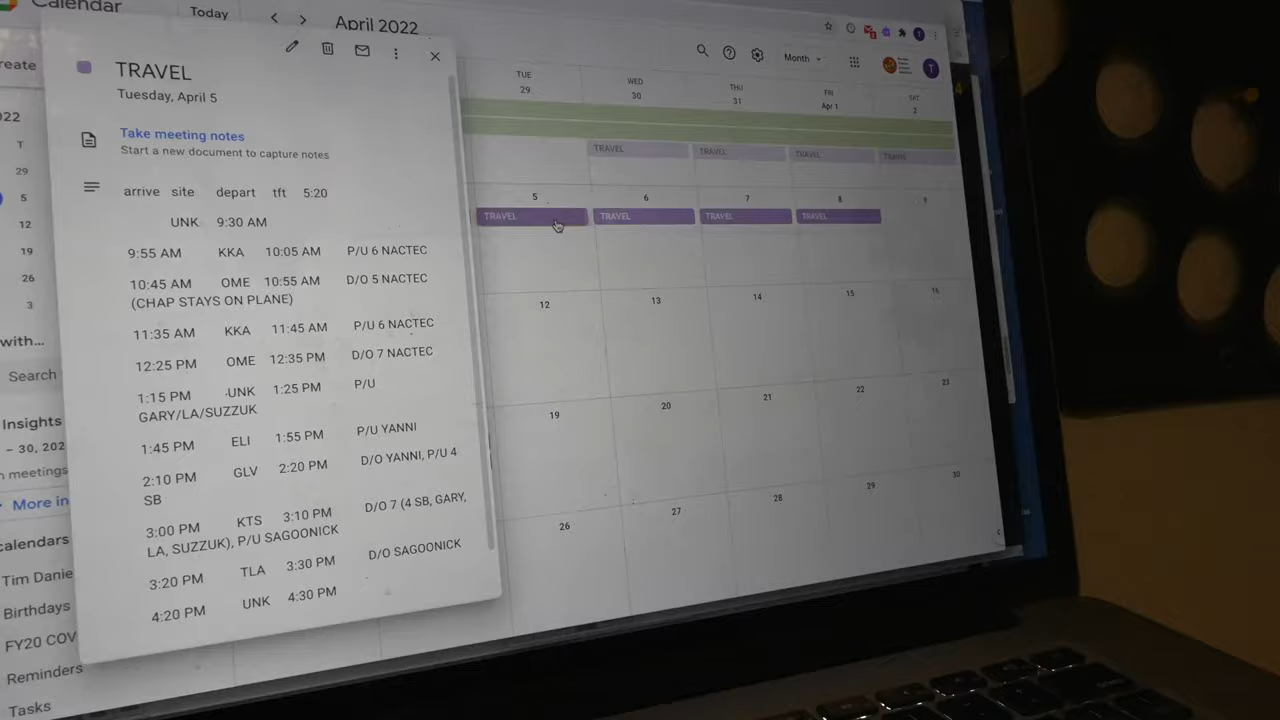 Calendar
Today
April 2022
Month
TRAVEL
Tuesday, April 5
Take meeting notes
Start a new document to capture notes
arrive site depart tft 5:20
UNK 9:30 AM
9:55 AM KKA 10:05 AM P/U 6 NACTEC
10:45 AM OME 10:55 AM D/O 5 NACTEC
(CHAP STAYS ON PLANE)
11:35 AM KKA 11:45 AM P/U 6 NACTEC
12:25 PM OME 12:35 PM D/O 7 NACTEC
1:15 PM -UNK 1:25 PM P/U
GARY/LA/SUZZUK
1:45 PM ELI 1:55 PM P/U YANNI
2:10 PM GLV 2:20 PM D/O YANNI, P/U 4
SB
3:00 PM KTS 3:10 PM D/O 7 (4 SB, GARY,
LA, SUZZUK), P/U SAGOONICK
3:20 PM TLA 3:30 PM D/O SAGOONICK
4:20 PM UNK 4:30 PM
reate
022
T
29
5
12
19
26
3
with...
Search
Insights
– 30, 202
n meetings
More in
calendars
Tim Danie
Birthdays
FY20 COV
Reminders
Tasks
TUE WED THU FRI SAT
29 30 31 Apr 1 2
TRAVEL TRAVEL TRAVEL TRAVEL
5 6 7 8 9
TRAVEL TRAVEL TRAVEL TRAVEL
12 13 14 15 16
19 20 21 22 23
26 27 28 29 30
T
T